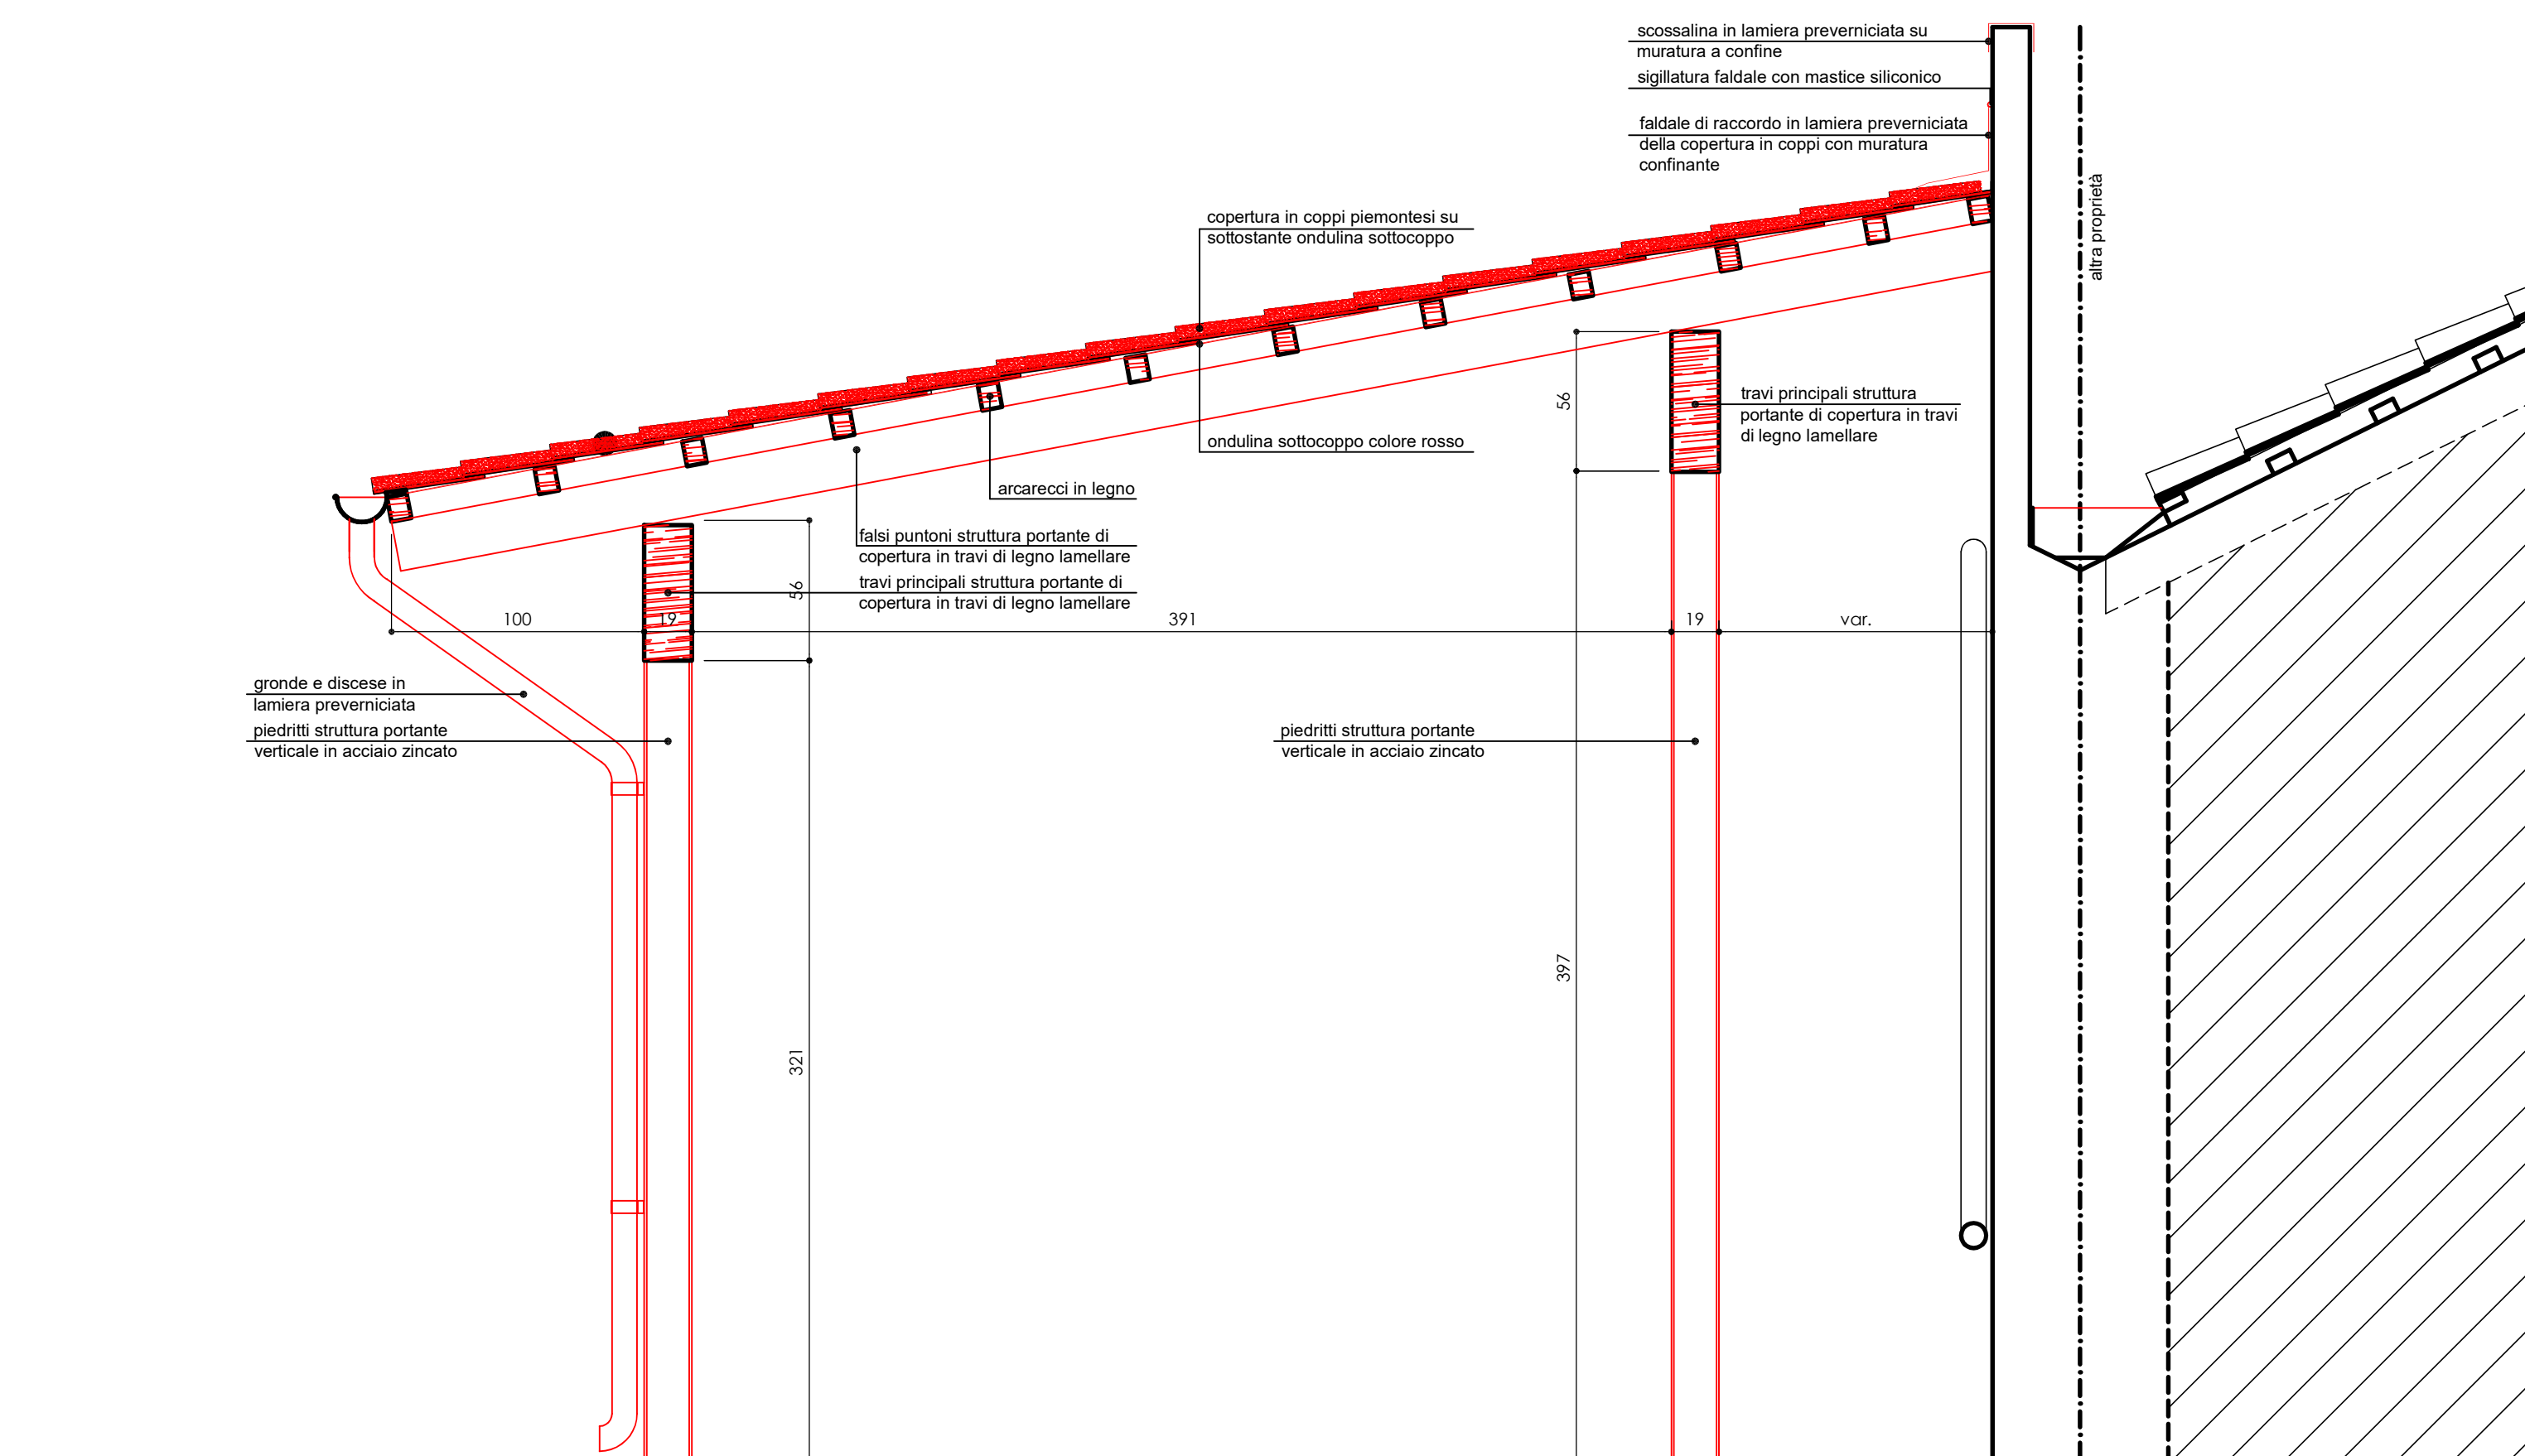 scossalina in lamiera preverniciata su
muratura a confine
sigillatura faldale con mastice siliconico
faldale di raccordo in lamiera preverniciata
della copertura in coppi con muratura
confinante
altra proprietà
copertura in coppi piemontesi su
sottostante ondulina sottocoppo
56
travi principali struttura
portante di copertura in travi
di legno lamellare
ondulina sottocoppo colore rosso
arcarecci in legno
falsi puntoni struttura portante di
copertura in travi di legno lamellare
56
travi principali struttura portante di
copertura in travi di legno lamellare
100
19
391
19
var.
gronde e discese in
lamiera preverniciata
piedritti struttura portante
verticale in acciaio zincato
piedritti struttura portante
verticale in acciaio zincato
397
321